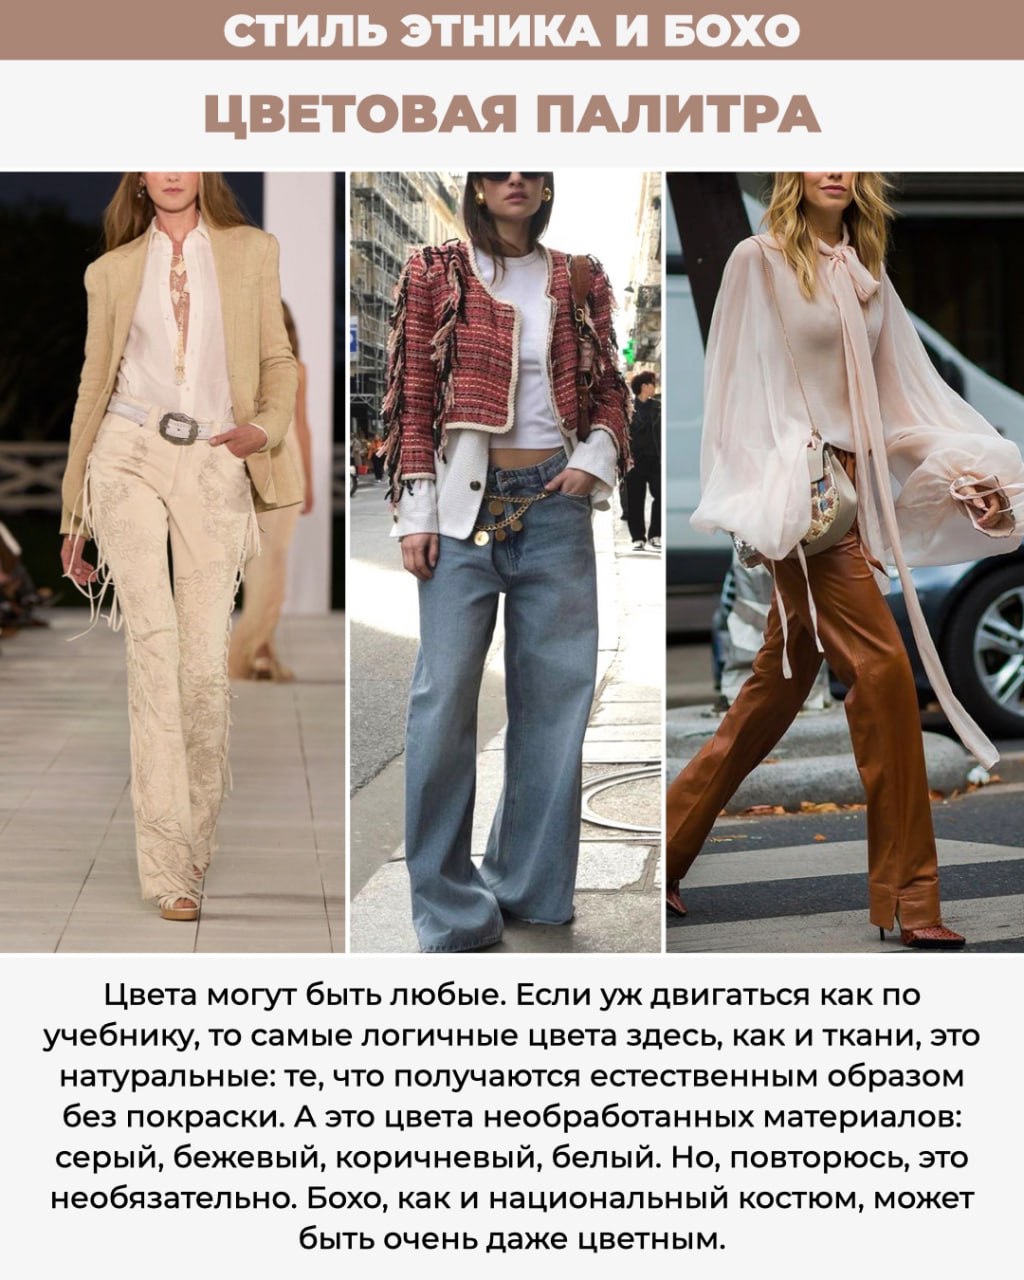 СТИЛЬ ЭТНИКА И БОХО
ЦВЕТОВАЯ ПАЛИТРА
Цвета могут быть любые. Если уж двигаться как по
учебнику, то самые логичные цвета здесь, как и ткани, это
натуральные: те, что получаются естественным образом
без покраски. А это цвета необработанных материалов:
серый, бежевый, коричневый, белый. Но, повторюсь, это
необязательно. Бохо, как и национальный костюм, может
быть очень даже цветным.